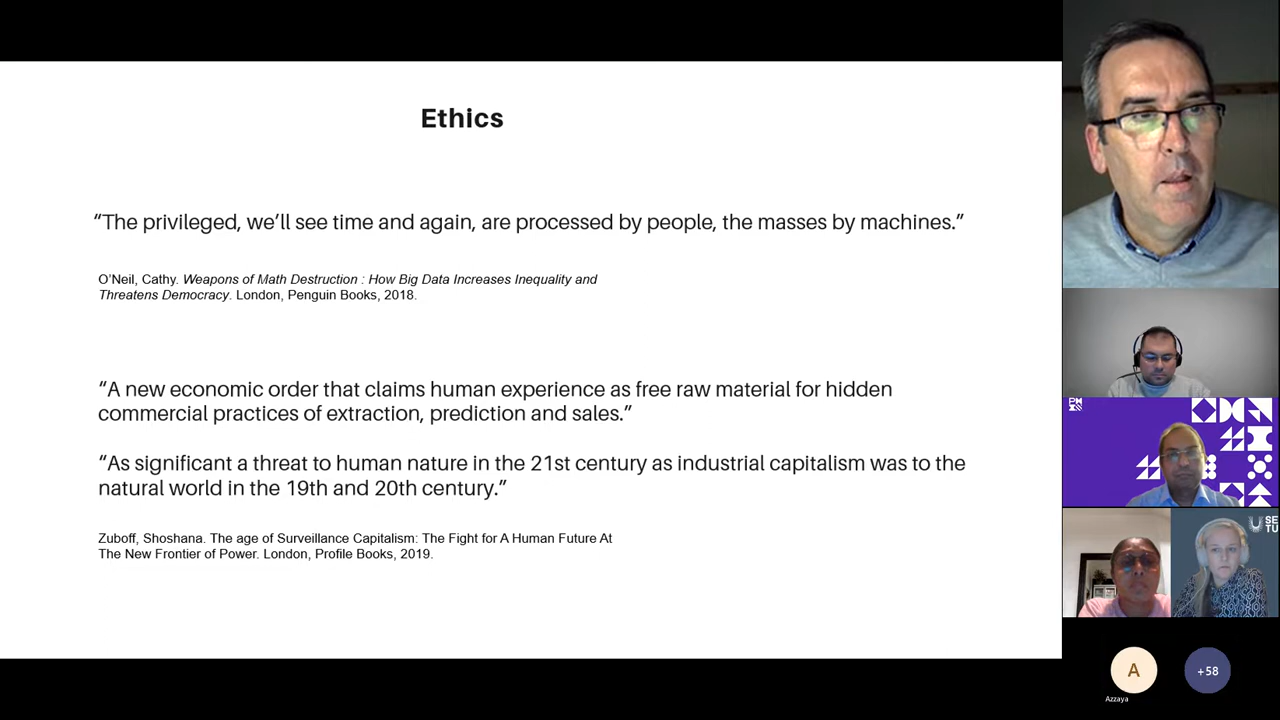 Ethics
“The privileged, we’ll see time and again, are processed by people, the masses by machines.”
O’Neil, Cathy. Weapons of Math Destruction : How Big Data Increases Inequality and
Threatens Democracy. London, Penguin Books, 2018.
“A new economic order that claims human experience as free raw material for hidden
commercial practices of extraction, prediction and sales.”
“As significant a threat to human nature in the 21st century as industrial capitalism was to the
natural world in the 19th and 20th century.”
Zuboff, Shoshana. The age of Surveillance Capitalism: The Fight for A Human Future At
The New Frontier of Power. London, Profile Books, 2019.
SE
TU
A
+58
Azzaya